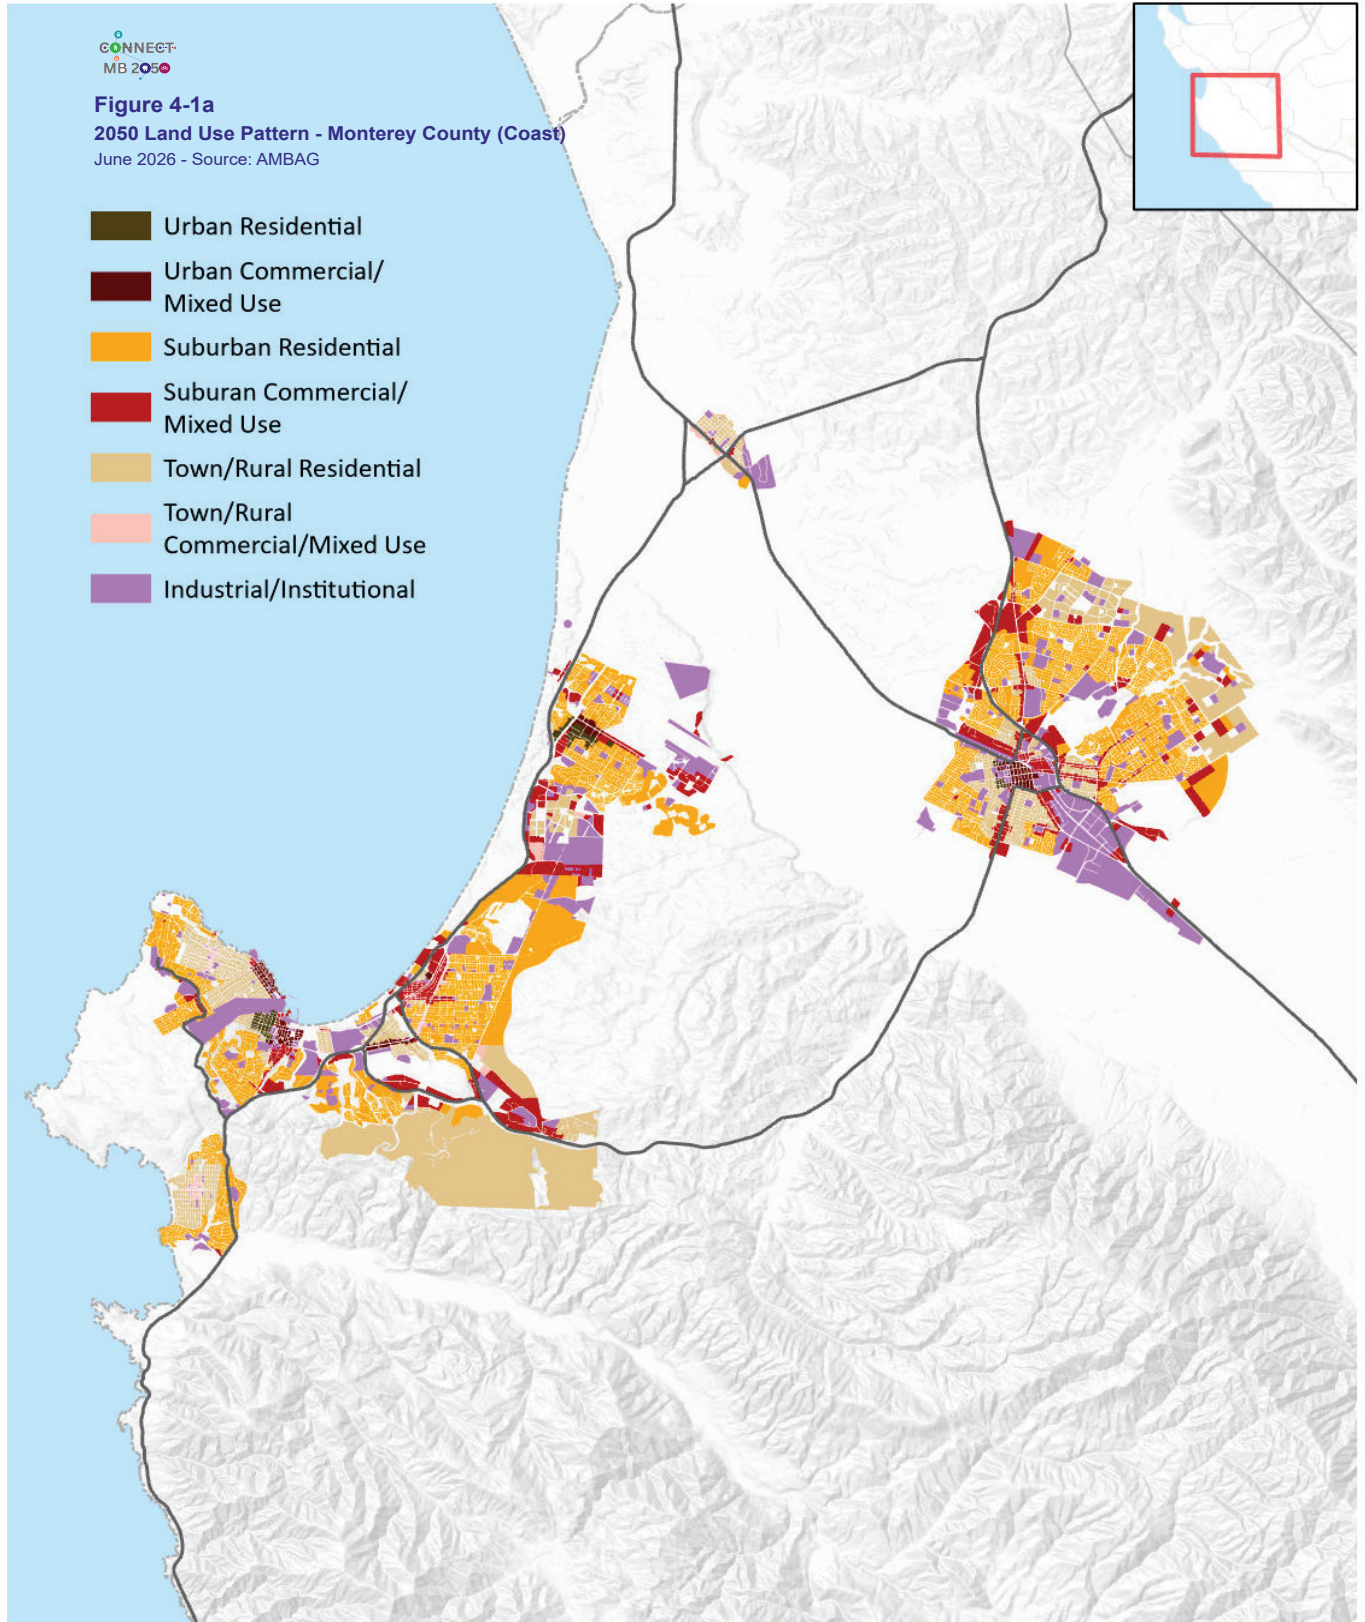 CONNECT
MB 2050
Figure 4-1a
2050 Land Use Pattern - Monterey County (Coast)
June 2026 - Source: AMBAG
Urban Residential
Urban Commercial/
Mixed Use
Suburban Residential
Suburan Commercial/
Mixed Use
Town/Rural Residential
Town/Rural
Commercial/Mixed Use
Industrial/Institutional